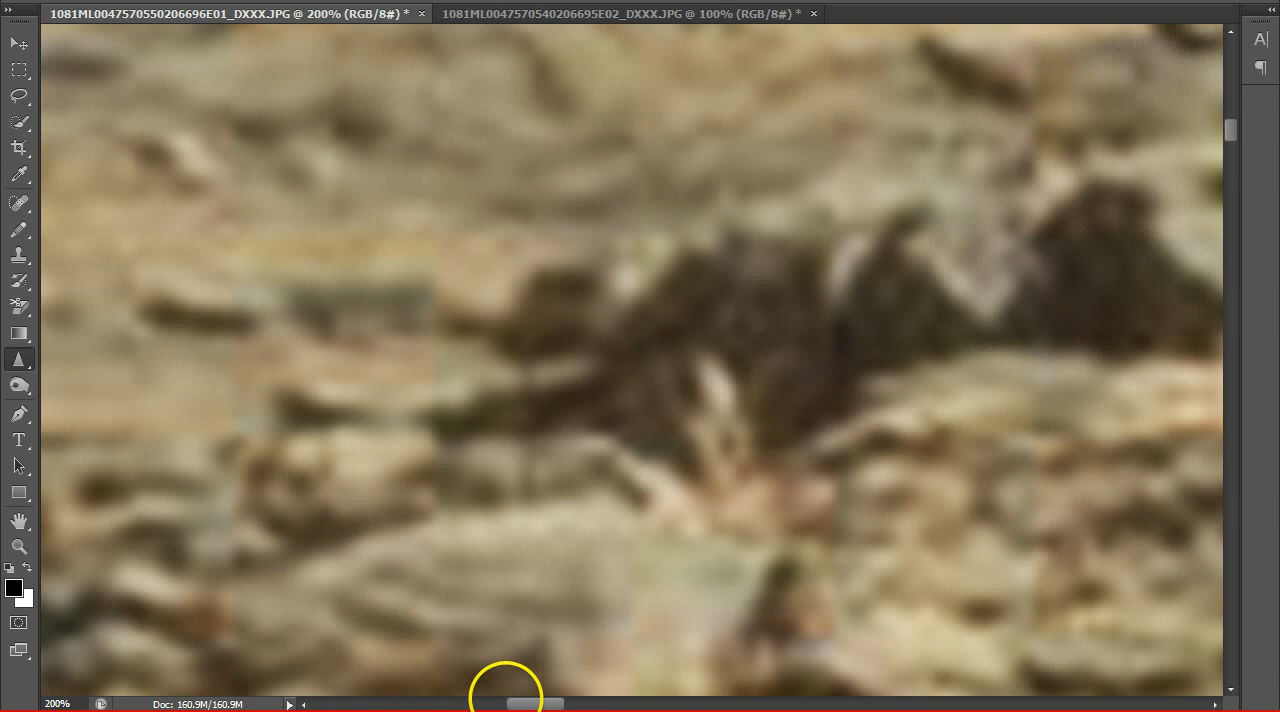 1081ML0047570550206696E01_DXXX.JPG @ 200% (RGB/8#) * × 1081ML0047570540206695E02_DXXX.JPG @ 100% (RGB/8#) * ×
A
¶
T
200% Doc: 160.9M/160.9M